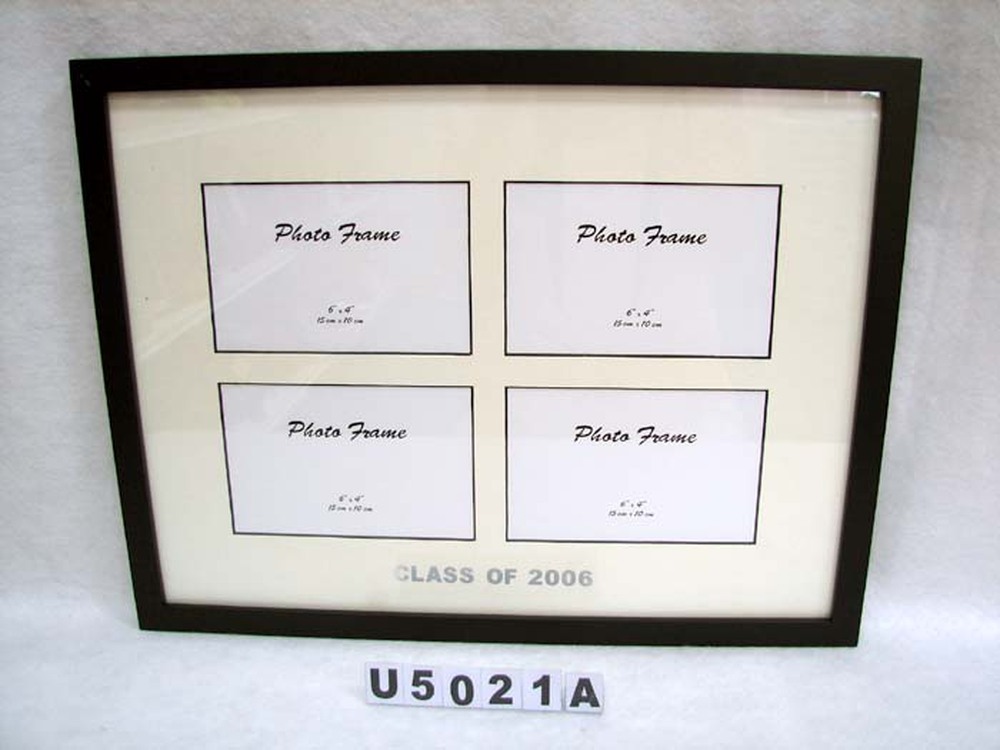 Photo Frame
6" x 4"
15 cm x 10 cm
Photo Frame
6" x 4"
15 cm x 10 cm
Photo Frame
6" x 4"
15 cm x 10 cm
Photo Frame
6" x 4"
15 cm x 10 cm
CLASS OF 2006
U5021A